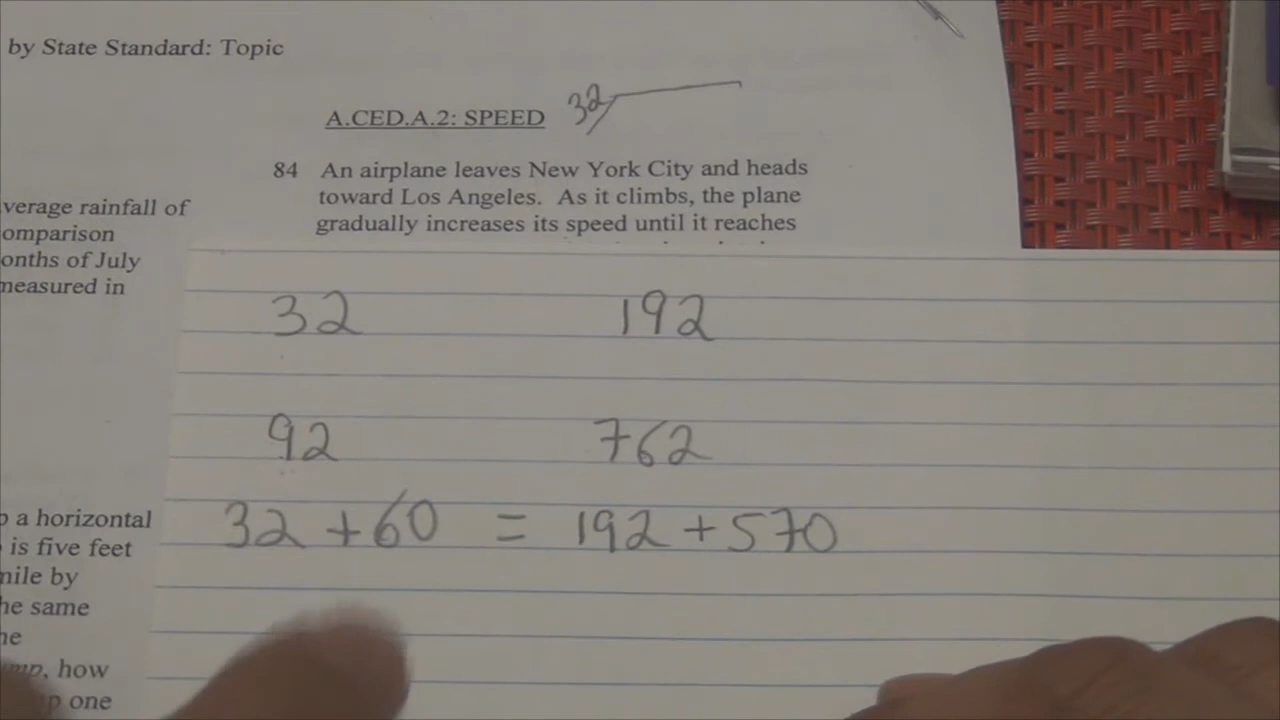 by State Standard: Topic
A.CED.A.2: SPEED 32
84 An airplane leaves New York City and heads
toward Los Angeles. As it climbs, the plane
gradually increases its speed until it reaches
verage rainfall of
omparison
onths of July
measured in
32 192
92 762
32 + 60 = 192 + 570
a horizontal
is five feet
mile by
he same
he
how
one